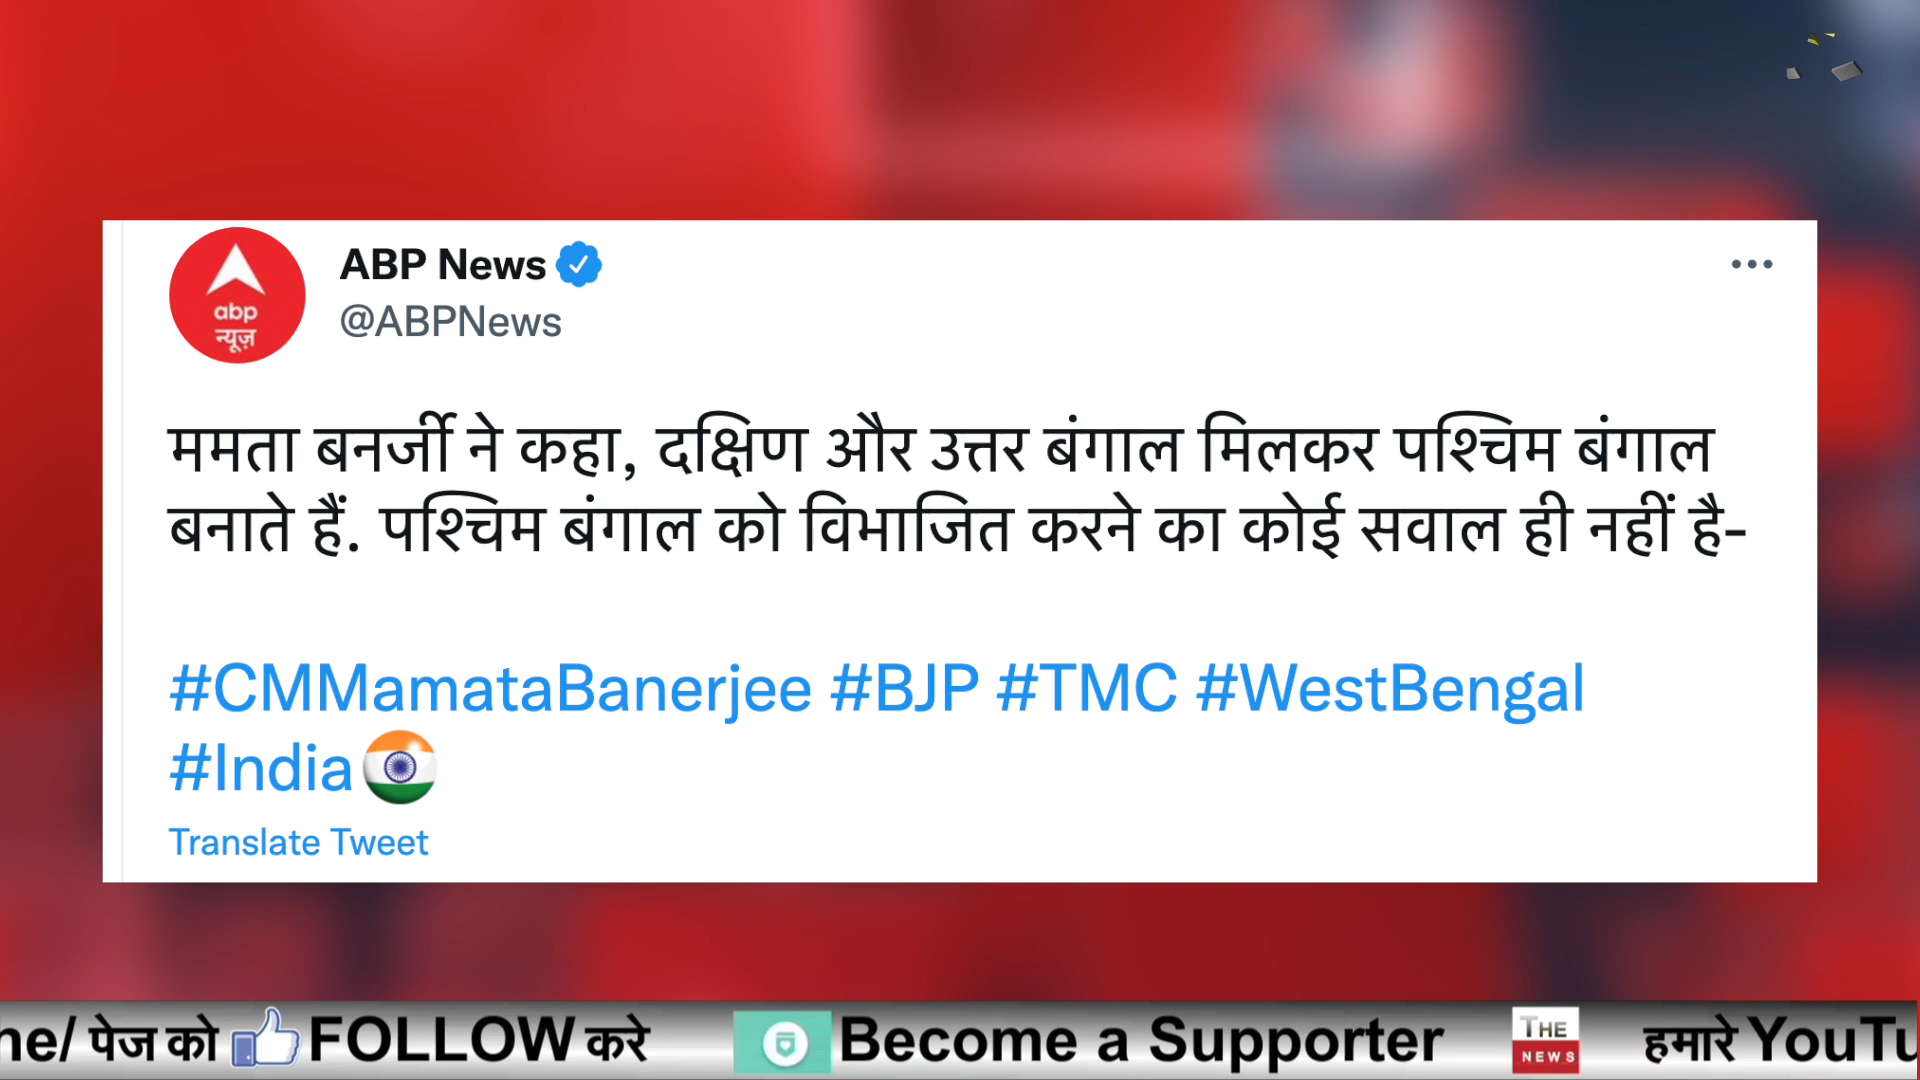 ABP News
@ABPNews
abp
न्यूज़
ममता बनर्जी ने कहा, दक्षिण और उत्तर बंगाल मिलकर पश्चिम बंगाल
बनाते हैं. पश्चिम बंगाल को विभाजित करने का कोई सवाल ही नहीं है-
#CMMamataBanerjee #BJP #TMC #WestBengal
#India
Translate Tweet
he/ पेज को FOLLOW करे Become a Supporter THE NEWS हमारे YouTu